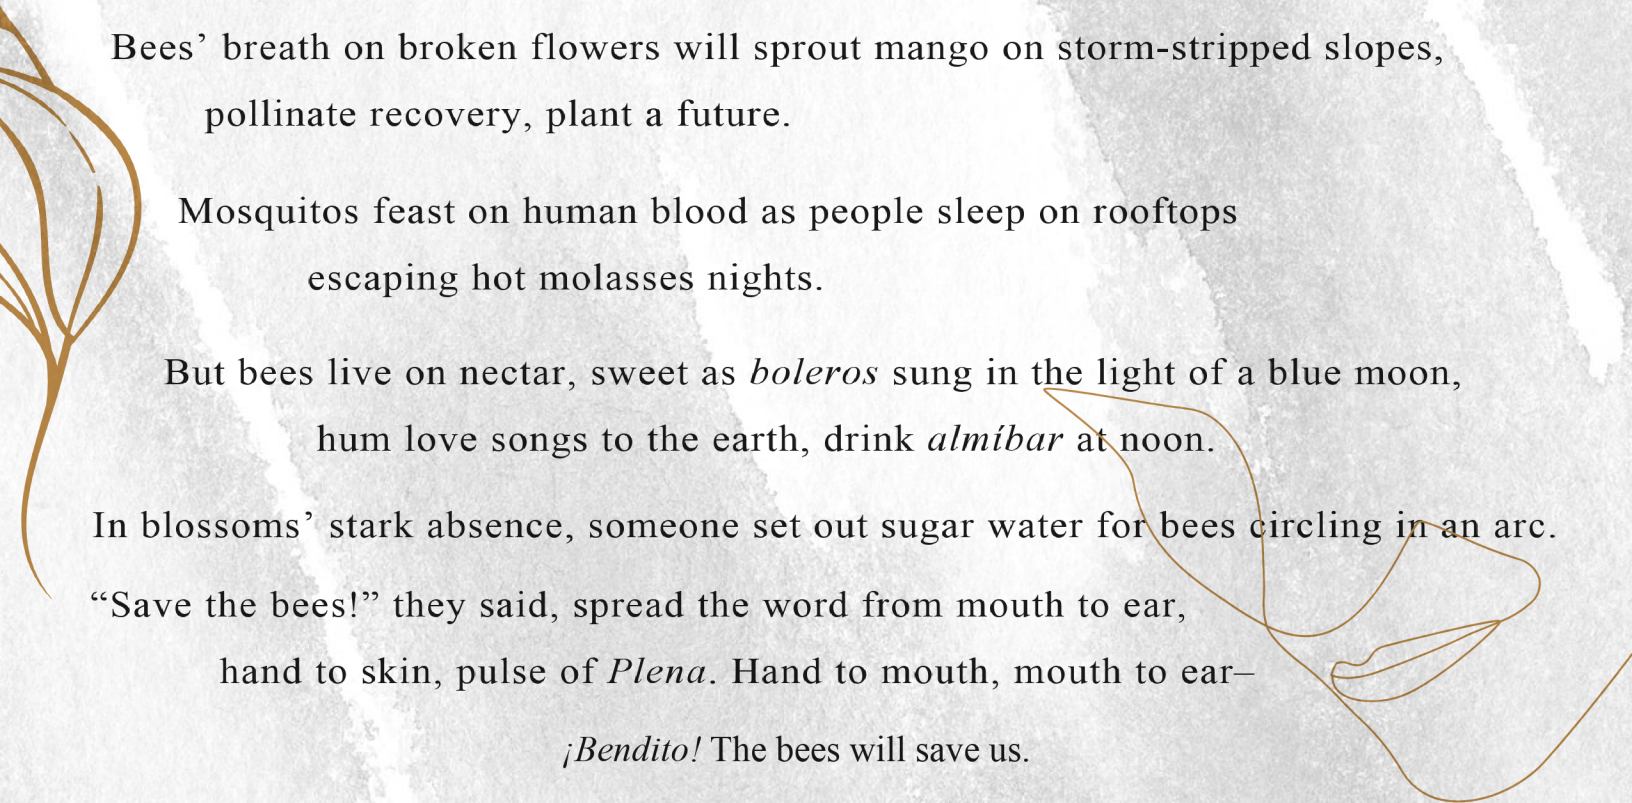 Bees’ breath on broken flowers will sprout mango on storm-stripped slopes,
pollinate recovery, plant a future.
Mosquitos feast on human blood as people sleep on rooftops
escaping hot molasses nights.
But bees live on nectar, sweet as boleros sung in the light of a blue moon,
hum love songs to the earth, drink almíbar at noon.
In blossoms’ stark absence, someone set out sugar water for bees circling in an arc.
“Save the bees!” they said, spread the word from mouth to ear,
hand to skin, pulse of Plena. Hand to mouth, mouth to ear–
¡Bendito! The bees will save us.